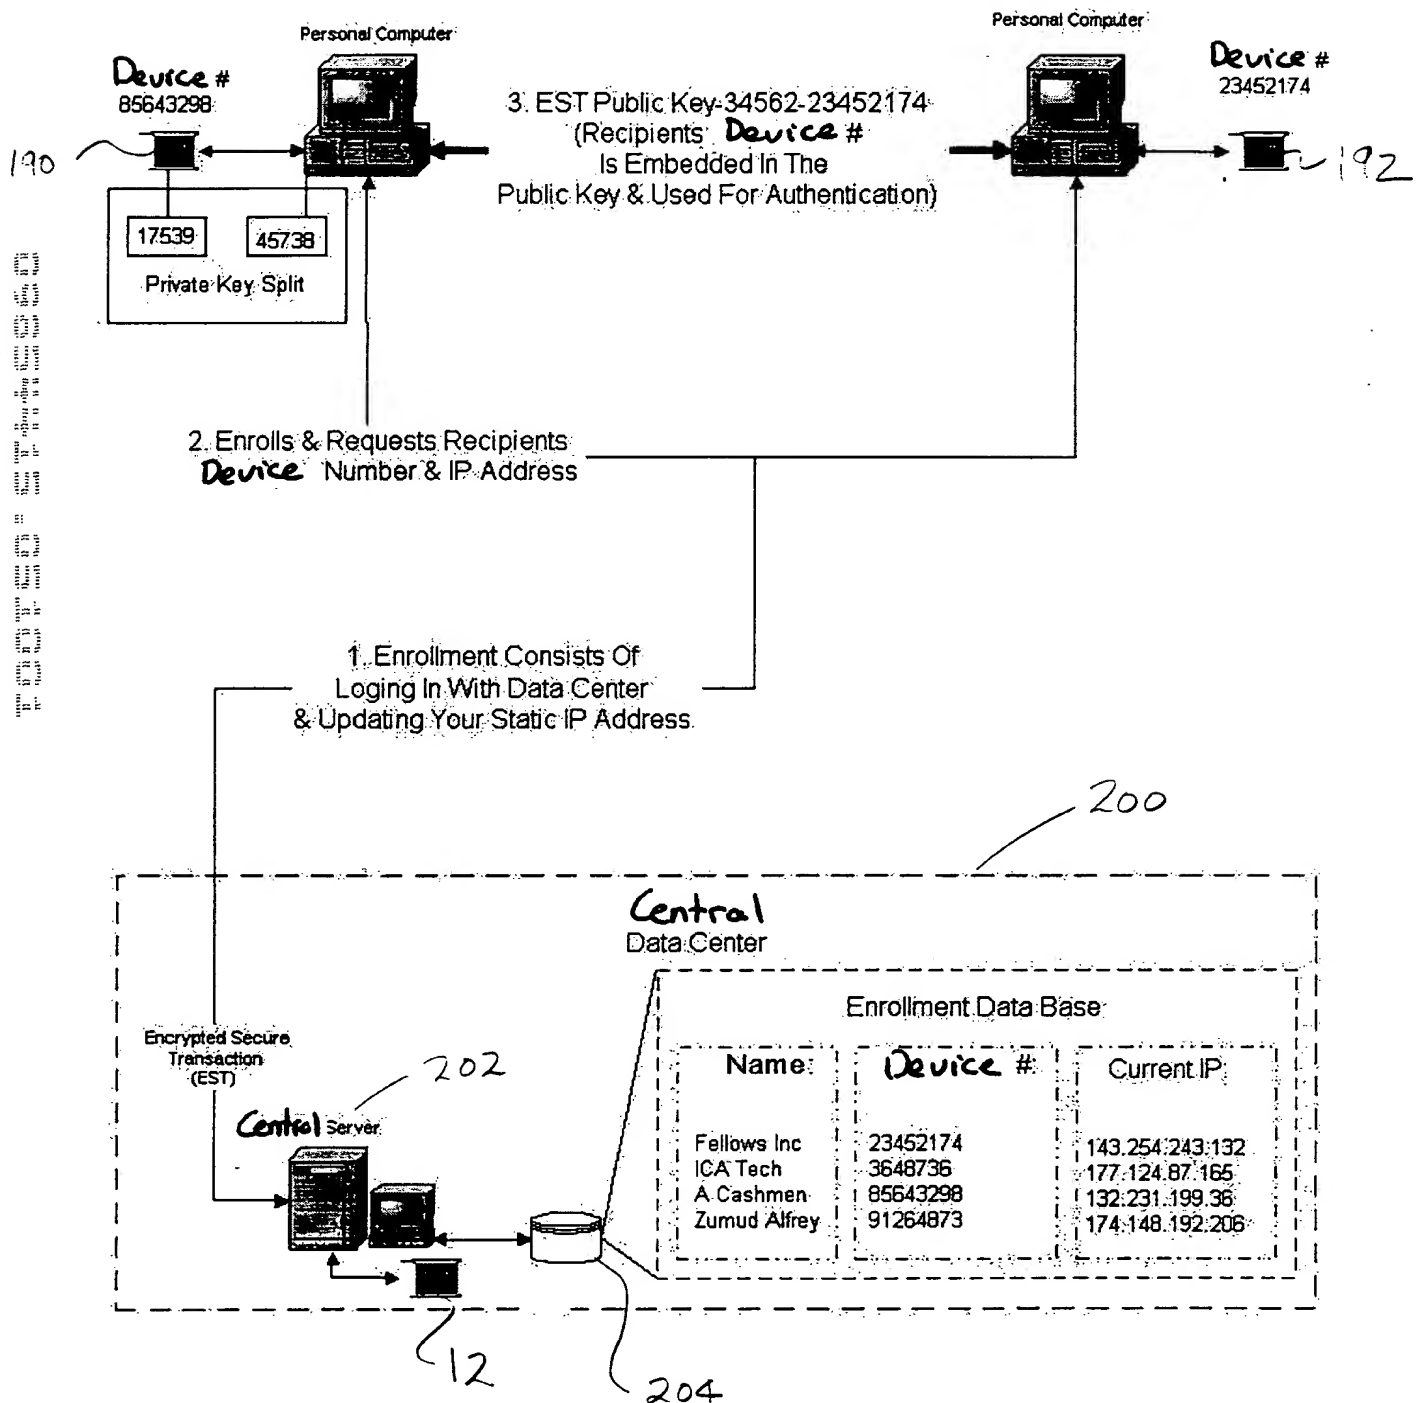 Personal Computer
Personal Computer
Device #
85643298
Device #
23452174
3. EST Public Key-34562-23452174
(Recipients Device #
Is Embedded In The
Public Key & Used For Authentication)
190
192
17539
45738
Private Key Split
2. Enrolls & Requests Recipients
Device Number & IP Address
1. Enrollment Consists Of
Loging In With Data Center
& Updating Your Static IP Address
200
Central
Data Center
Enrollment Data Base
Encrypted Secure
Transaction
(EST)
202
Central Server
Name Device # Current IP
Fellows Inc 23452174 143.254.243.132
ICA Tech 3648736 177.124.87.165
A Cashmen 85643298 132.231.199.36
Zumud Alfrey 91264873 174.148.192.206
12
204